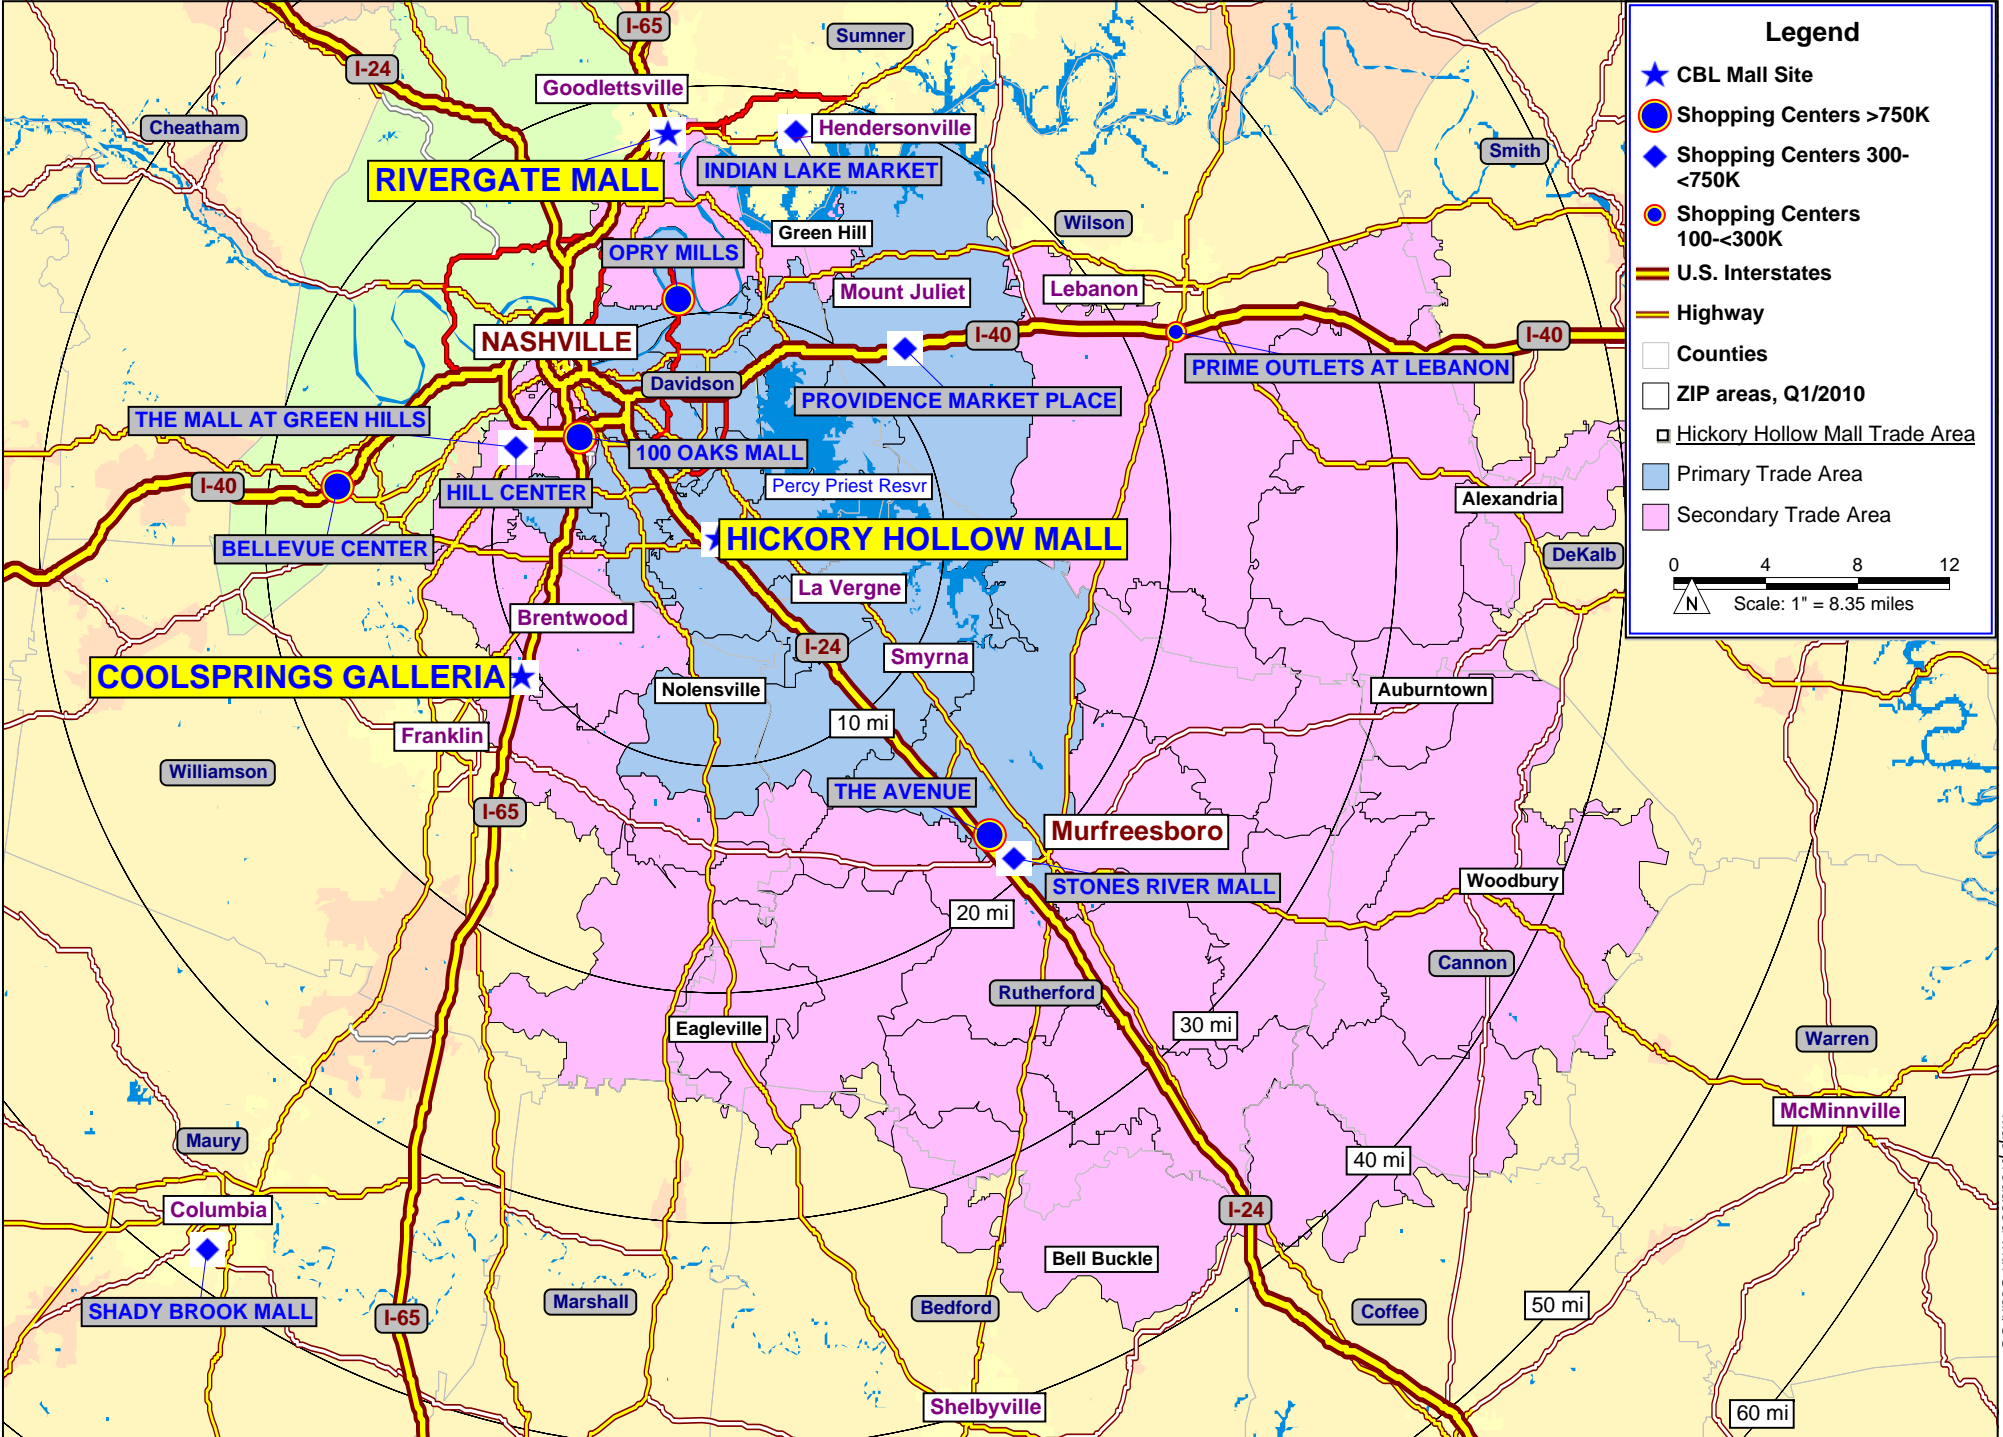 I-65
Sumner
Legend
I-24
CBL Mall Site
Goodlettsville
Shopping Centers >750K
Cheatham
Hendersonville
Smith
Shopping Centers 300-
<750K
RIVERGATE MALL
INDIAN LAKE MARKET
Shopping Centers
100-<300K
Wilson
Green Hill
OPRY MILLS
U.S. Interstates
Mount Juliet
Lebanon
Highway
NASHVILLE
I-40
I-40
Counties
PRIME OUTLETS AT LEBANON
Davidson
ZIP areas, Q1/2010
PROVIDENCE MARKET PLACE
THE MALL AT GREEN HILLS
Hickory Hollow Mall Trade Area
100 OAKS MALL
Primary Trade Area
I-40
HILL CENTER
Percy Priest Resvr
Alexandria
Secondary Trade Area
HICKORY HOLLOW MALL
BELLEVUE CENTER
DeKalb
0 4 8 12
La Vergne
N
Scale: 1" = 8.35 miles
Brentwood
I-24
Smyrna
COOLSPRINGS GALLERIA
Nolensville
Auburntown
10 mi
Franklin
Williamson
THE AVENUE
I-65
Murfreesboro
STONES RIVER MALL
Woodbury
20 mi
Cannon
Rutherford
Eagleville
30 mi
Warren
McMinnville
Maury
40 mi
Columbia
I-24
Bell Buckle
SHADY BROOK MALL
I-65
Marshall
Bedford
Coffee
50 mi
Shelbyville
60 mi